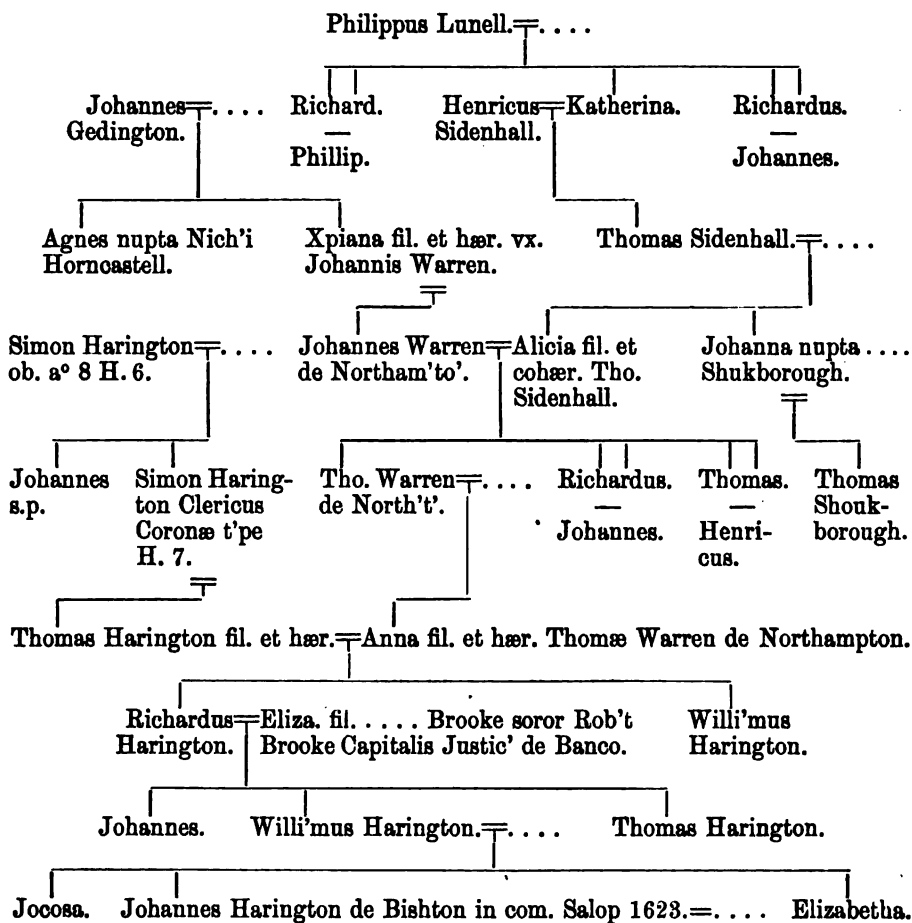 Philippus Lunell.=. . . .
Johannes=. . . . Richard. Henricus=Katherina. Richardus.
Gedington. — Sidenhall. —
Phillip. Johannes.
Agnes nupta Nich'i Xpiana fil. et hær. vx. Thomas Sidenhall.=. . . .
Horncastell. Johannis Warren.
=
Simon Harington=. . . . Johannes Warren=Alicia fil. et Johanna nupta . . . .
ob. aº 8 H. 6. de Northam'to'. cohær. Tho. Shukborough.
Sidenhall. =
Johannes Simon Haring- Tho. Warren=. . . . Richardus. Thomas. Thomas
s.p. ton Clericus de North't'. — — Shouk-
Coronæ t'pe Johannes. Henri- borough.
H. 7. cus.
=
Thomas Harington fil. et hær.=Anna fil. et hær. Thomæ Warren de Northampton.
Richardus=Eliza. fil. . . . . . Brooke soror Rob't Willi'mus
Harington. Brooke Capitalis Justic' de Banco. Harington.
Johannes. Willi'mus Harington.=. . . . Thomas Harington.
Jocosa. Johannes Harington de Bishton in com. Salop 1623.=. . . . Elizabetha.